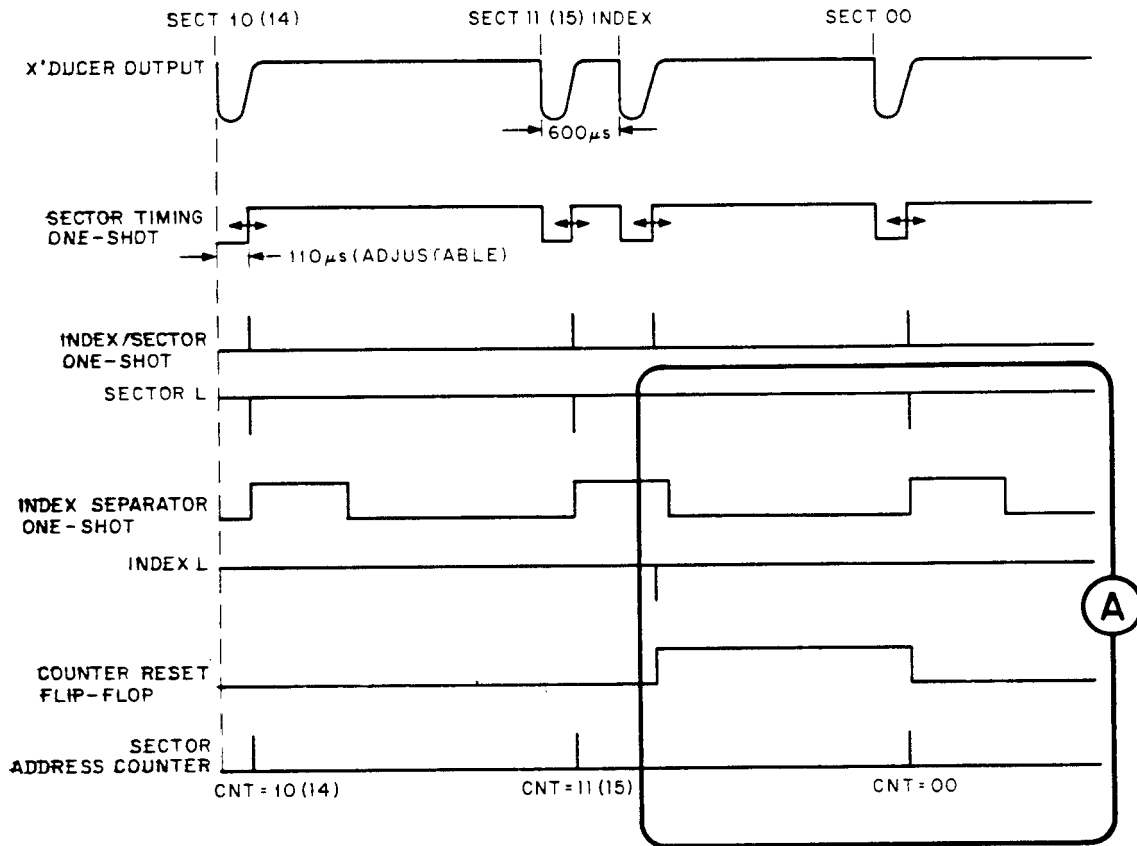 SECT 10 (14)
SECT 11 (15) INDEX
SECT 00
X'DUCER OUTPUT
600μs
SECTOR TIMING
ONE-SHOT
110μs (ADJUSTABLE)
INDEX/SECTOR
ONE-SHOT
SECTOR L
INDEX SEPARATOR
ONE-SHOT
INDEX L
A
COUNTER RESET
FLIP-FLOP
SECTOR
ADDRESS COUNTER
CNT = 10 (14)
CNT = 11 (15)
CNT = 00